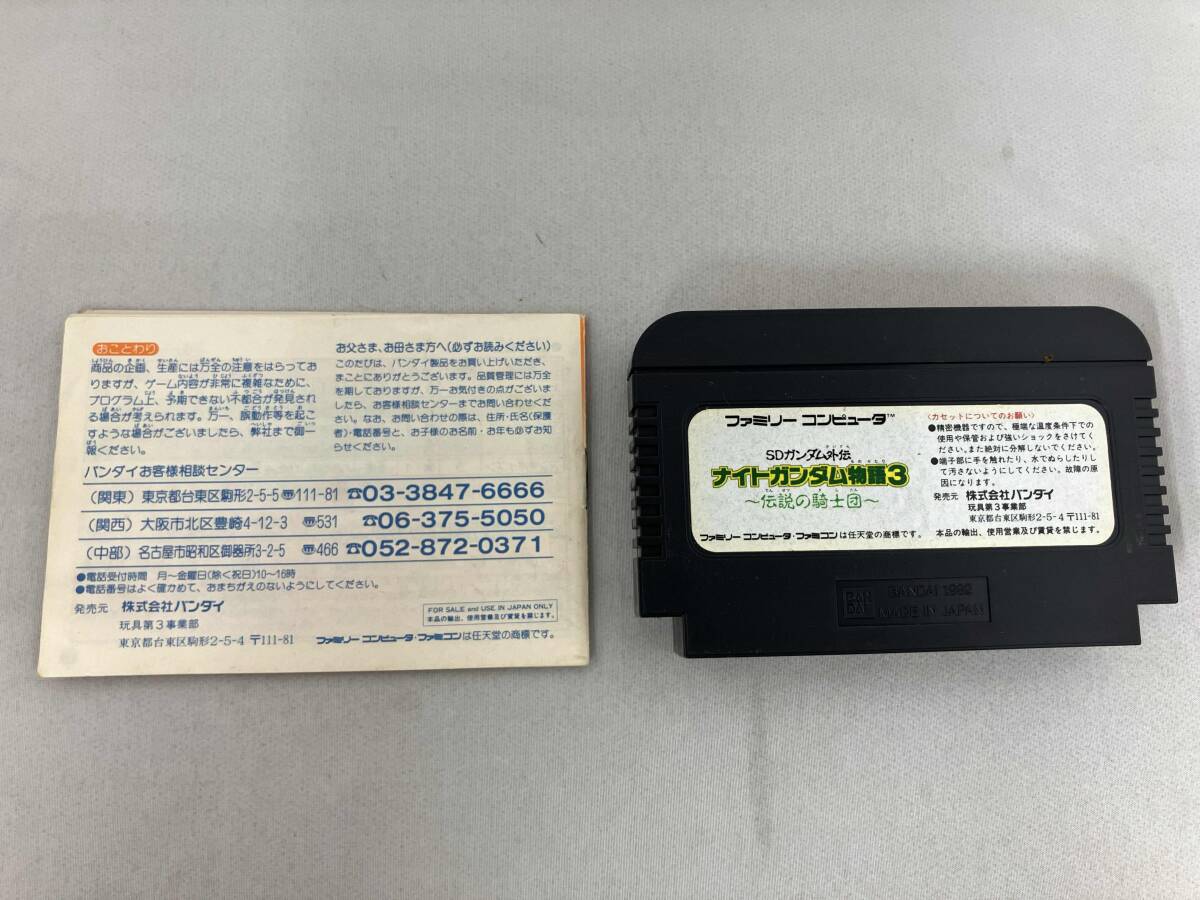 おことわり
商品の企画、生産には万全の注意をはらってお
りますが、ゲーム内容が非常に複雑なために、
プログラム上、予期できない不都合が発見され
る場合が考えられます。万一、誤動作等を起こ
すような場合がございましたら、弊社まで御一
報ください。
お父さま、お母さま方へ(必ずお読みください)
このたびは、バンダイ製品をお買い上げいただき、
まことにありがとうございます。品質管理には万全
を期しておりますが、万一お気付きの点がございま
したら、お客様相談センターまでお問い合わせくだ
さい。なお、お問い合わせの際は、住所・氏名(保護
者)・電話番号と、お子様のお名前・お年も必ずお知
らせください。
バンダイお客様相談センター
(関東) 東京都台東区駒形2-5-5 〠111-81 ☎03-3847-6666
(関西) 大阪市北区豊崎4-12-3 〠531 ☎06-375-5050
(中部) 名古屋市昭和区御器所3-2-5 〠466 ☎052-872-0371
●電話受付時間 月〜金曜日(除く祝日)10〜16時
●電話番号はよく確かめて、おまちがえのないようにしてください。
発売元 株式会社バンダイ
玩具第3事業部
東京都台東区駒形2-5-4 〒111-81
FOR SALE and USE IN JAPAN ONLY
本品の輸出、使用営業及び賃貸を禁じます。
ファミリー コンピュータ・ファミコンは任天堂の商標です。
ファミリー コンピュータ™
SDガンダム外伝
ナイトガンダム物語3
〜伝説の騎士団〜
ファミリー コンピュータ・ファミコンは任天堂の商標です。
〈カセットについてのお願い〉
●精密機器ですので、極端な温度条件下での
使用や保管および強いショックをさけてく
ださい。また絶対に分解しないでください。
●端子部に手を触れたり、水でぬらしたりし
て汚さないようにしてください。故障の原
因になります。
発売元 株式会社バンダイ
玩具第3事業部
東京都台東区駒形2-5-4 〒111-81
本品の輸出、使用営業及び賃貸を禁じます。
BANDAI 1992
MADE IN JAPAN
BAN
DAI